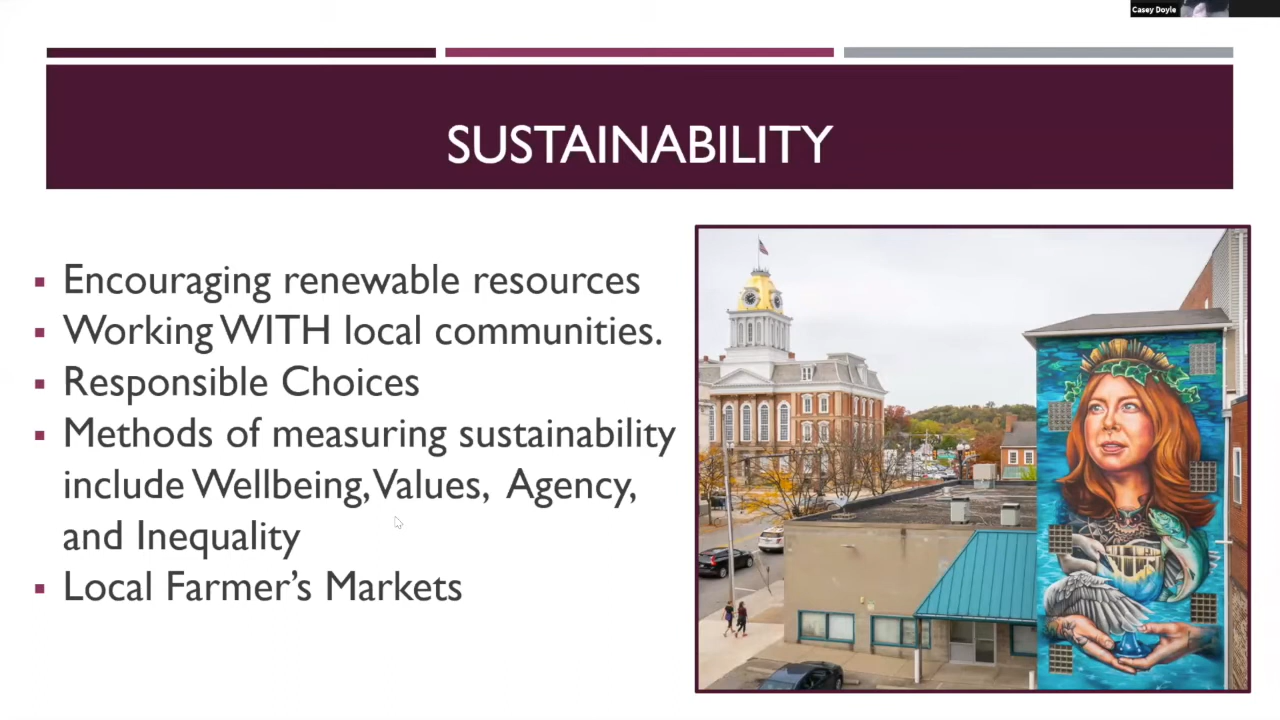 Casey Doyle
SUSTAINABILITY
▪ Encouraging renewable resources
▪ Working WITH local communities.
▪ Responsible Choices
▪ Methods of measuring sustainability
include Wellbeing, Values, Agency,
and Inequality
▪ Local Farmer’s Markets